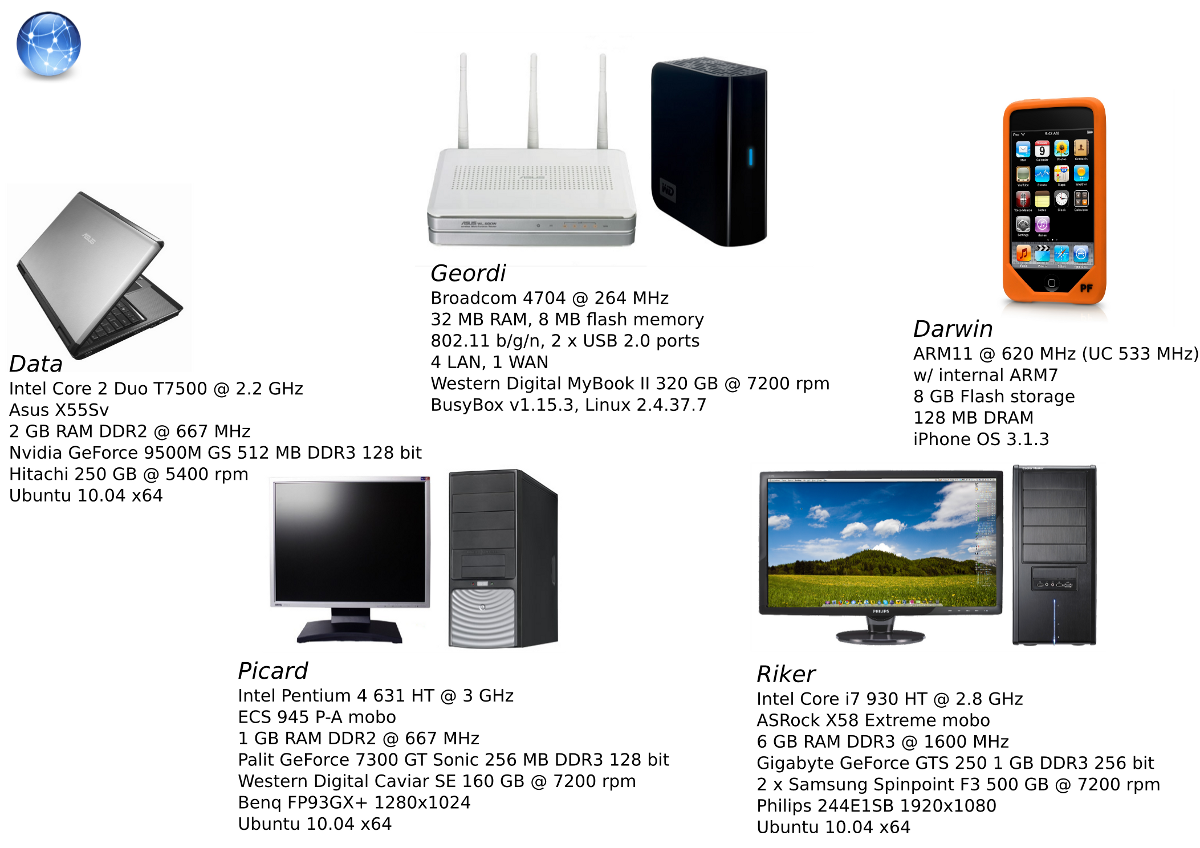 Geordi
Broadcom 4704 @ 264 MHz
32 MB RAM, 8 MB flash memory
802.11 b/g/n, 2 x USB 2.0 ports
4 LAN, 1 WAN
Western Digital MyBook II 320 GB @ 7200 rpm
BusyBox v1.15.3, Linux 2.4.37.7
WD
ASUS
PF
Darwin
ARM11 @ 620 MHz (UC 533 MHz)
w/ internal ARM7
8 GB Flash storage
128 MB DRAM
iPhone OS 3.1.3
ASUS
Data
Intel Core 2 Duo T7500 @ 2.2 GHz
Asus X55Sv
2 GB RAM DDR2 @ 667 MHz
Nvidia GeForce 9500M GS 512 MB DDR3 128 bit
Hitachi 250 GB @ 5400 rpm
Ubuntu 10.04 x64
Picard
Intel Pentium 4 631 HT @ 3 GHz
ECS 945 P-A mobo
1 GB RAM DDR2 @ 667 MHz
Palit GeForce 7300 GT Sonic 256 MB DDR3 128 bit
Western Digital Caviar SE 160 GB @ 7200 rpm
Benq FP93GX+ 1280x1024
Ubuntu 10.04 x64
PHILIPS
Riker
Intel Core i7 930 HT @ 2.8 GHz
ASRock X58 Extreme mobo
6 GB RAM DDR3 @ 1600 MHz
Gigabyte GeForce GTS 250 1 GB DDR3 256 bit
2 x Samsung Spinpoint F3 500 GB @ 7200 rpm
Philips 244E1SB 1920x1080
Ubuntu 10.04 x64